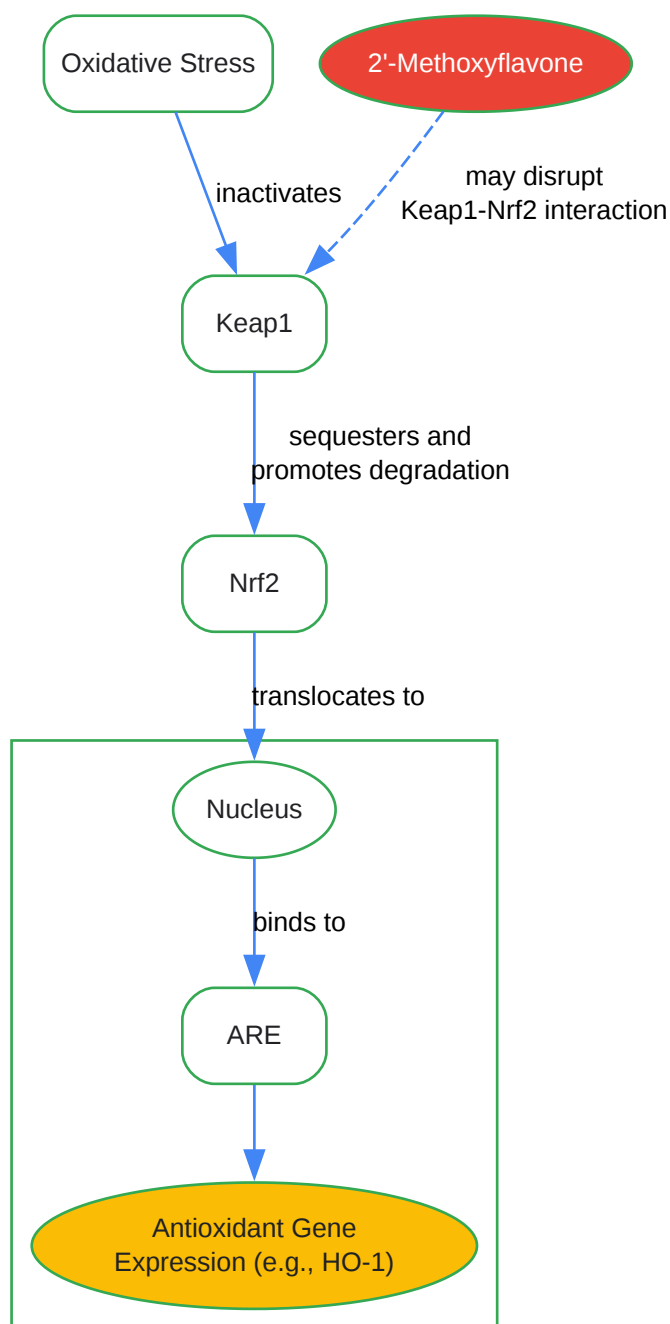 Oxidative Stress
2'-Methoxyflavone
inactivates
may disrupt
Keap1-Nrf2 interaction
Keap1
sequesters and
promotes degradation
Nrf2
translocates to
Nucleus
binds to
ARE
Antioxidant Gene
Expression (e.g., HO-1)